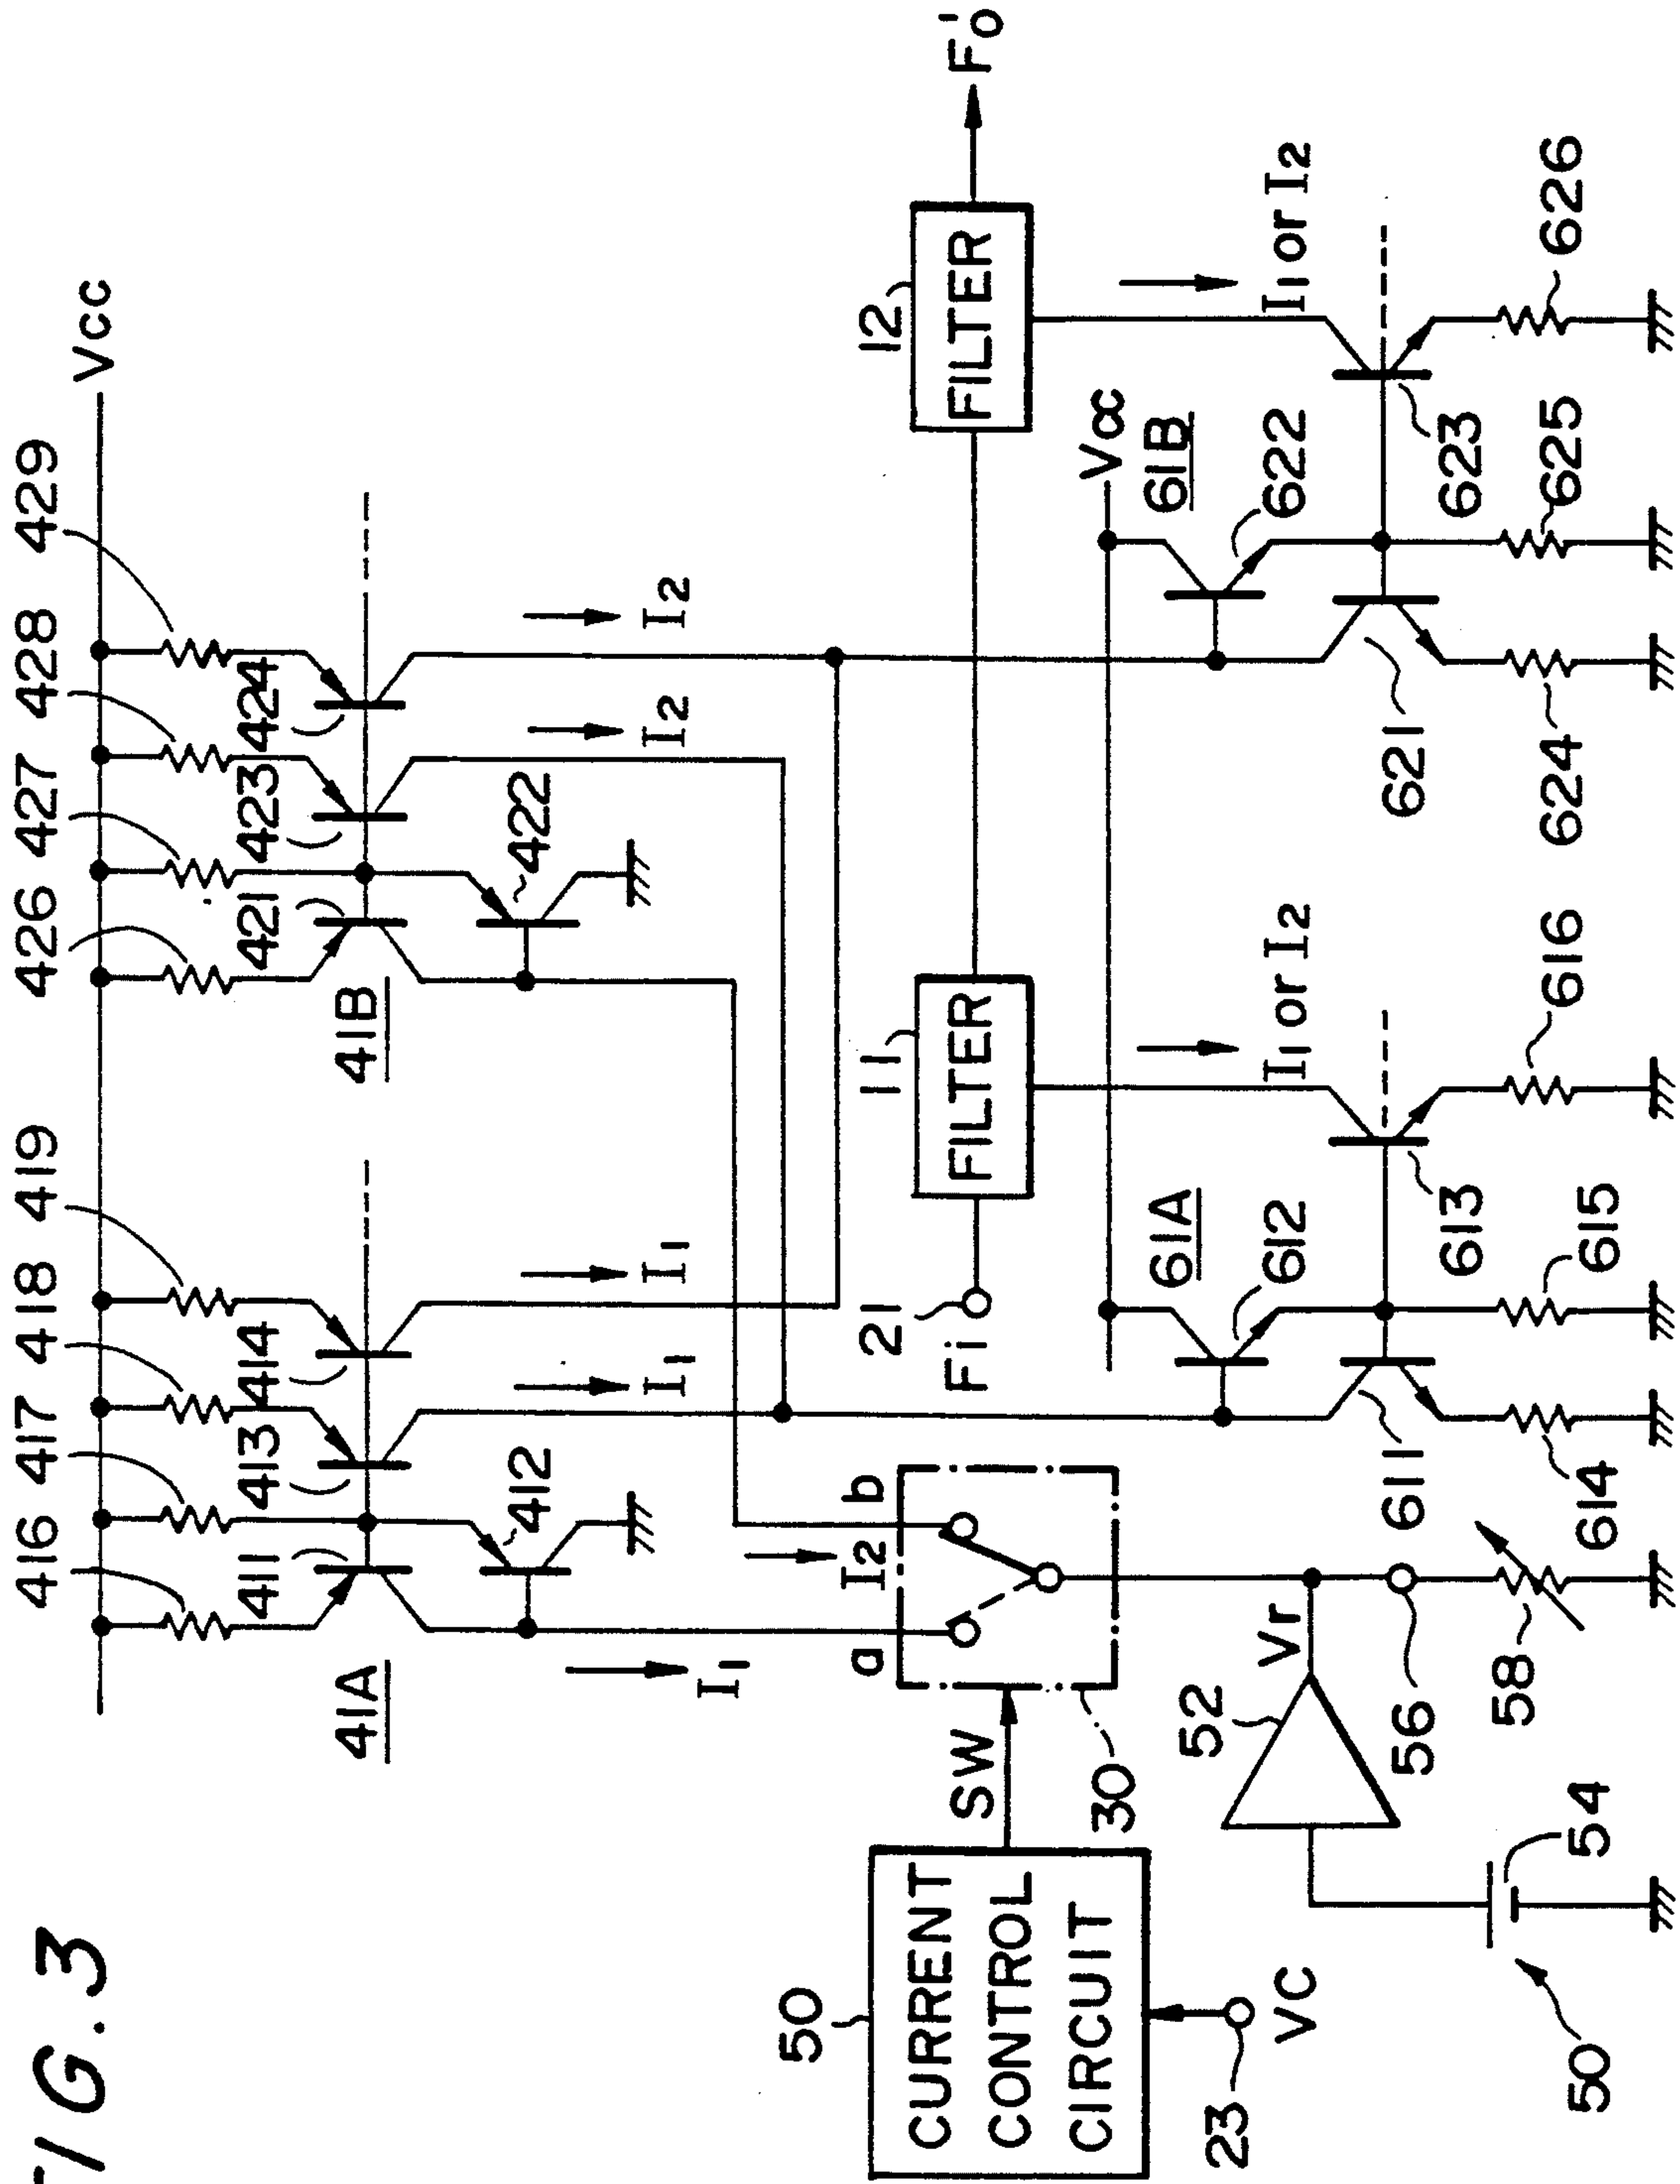 FIG. 3
416 417 418 419 426 427 428 429
Vcc
411 413 414 421 423 424
41A 412 41B 422
I1 I1 I1 I2 I2
a I2 b
SW
30
50
CURRENT
CONTROL
CIRCUIT
23
VC
21
Fi
11
FILTER
12
FILTER
Fo'
Vcc
61A
612
61B
622
I1 or I2
I1 or I2
52
Vr
56
58
54
50
611
613
614
615
616
621
623
624
625
626